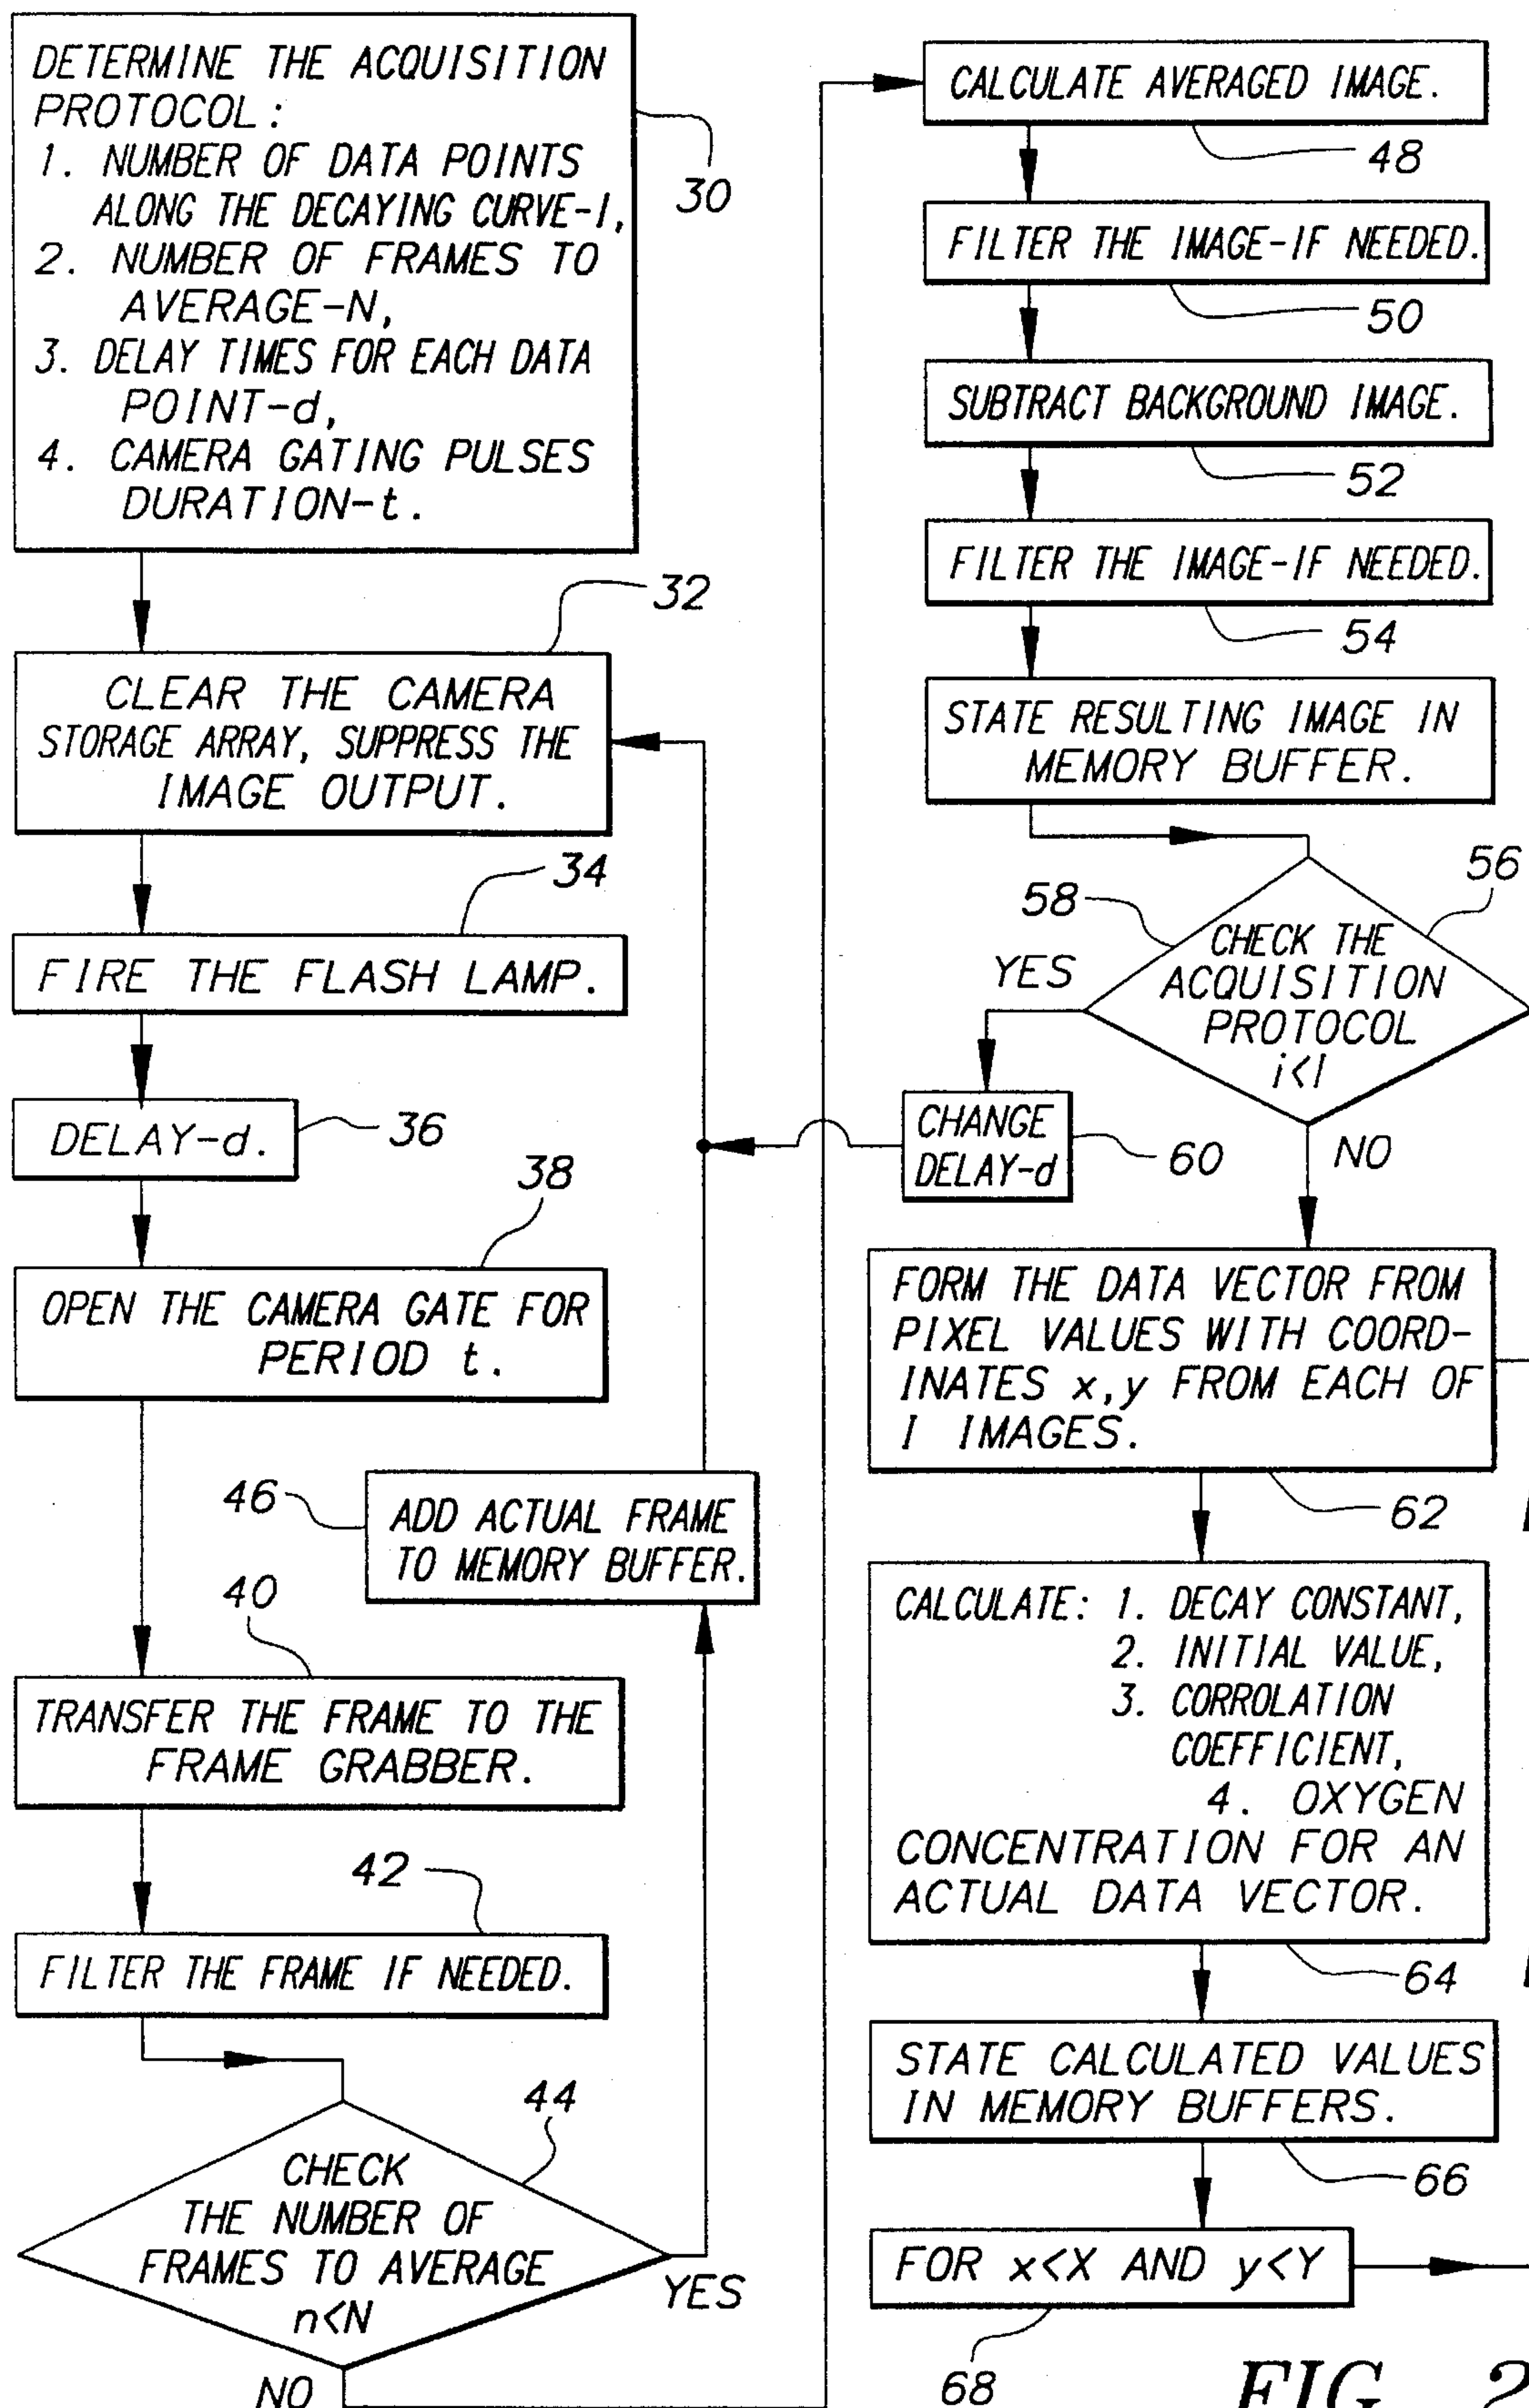 DETERMINE THE ACQUISITION
PROTOCOL:
1. NUMBER OF DATA POINTS
ALONG THE DECAYING CURVE-I,
2. NUMBER OF FRAMES TO
AVERAGE-N,
3. DELAY TIMES FOR EACH DATA
POINT-d,
4. CAMERA GATING PULSES
DURATION-t.
30
32
CLEAR THE CAMERA
STORAGE ARRAY, SUPPRESS THE
IMAGE OUTPUT.
34
FIRE THE FLASH LAMP.
DELAY-d.
36
38
OPEN THE CAMERA GATE FOR
PERIOD t.
46
ADD ACTUAL FRAME
TO MEMORY BUFFER.
40
TRANSFER THE FRAME TO THE
FRAME GRABBER.
42
FILTER THE FRAME IF NEEDED.
44
CHECK
THE NUMBER OF
FRAMES TO AVERAGE
n<N
YES
NO
CALCULATE AVERAGED IMAGE.
48
FILTER THE IMAGE-IF NEEDED.
50
SUBTRACT BACKGROUND IMAGE.
52
FILTER THE IMAGE-IF NEEDED.
54
STATE RESULTING IMAGE IN
MEMORY BUFFER.
56
58
CHECK THE
ACQUISITION
PROTOCOL
i<I
YES
NO
CHANGE
DELAY-d
60
FORM THE DATA VECTOR FROM
PIXEL VALUES WITH COORD-
INATES x,y FROM EACH OF
I IMAGES.
62
CALCULATE: 1. DECAY CONSTANT,
2. INITIAL VALUE,
3. CORROLATION
COEFFICIENT,
4. OXYGEN
CONCENTRATION FOR AN
ACTUAL DATA VECTOR.
64
STATE CALCULATED VALUES
IN MEMORY BUFFERS.
66
FOR x<X AND y<Y
68
FIG. 2